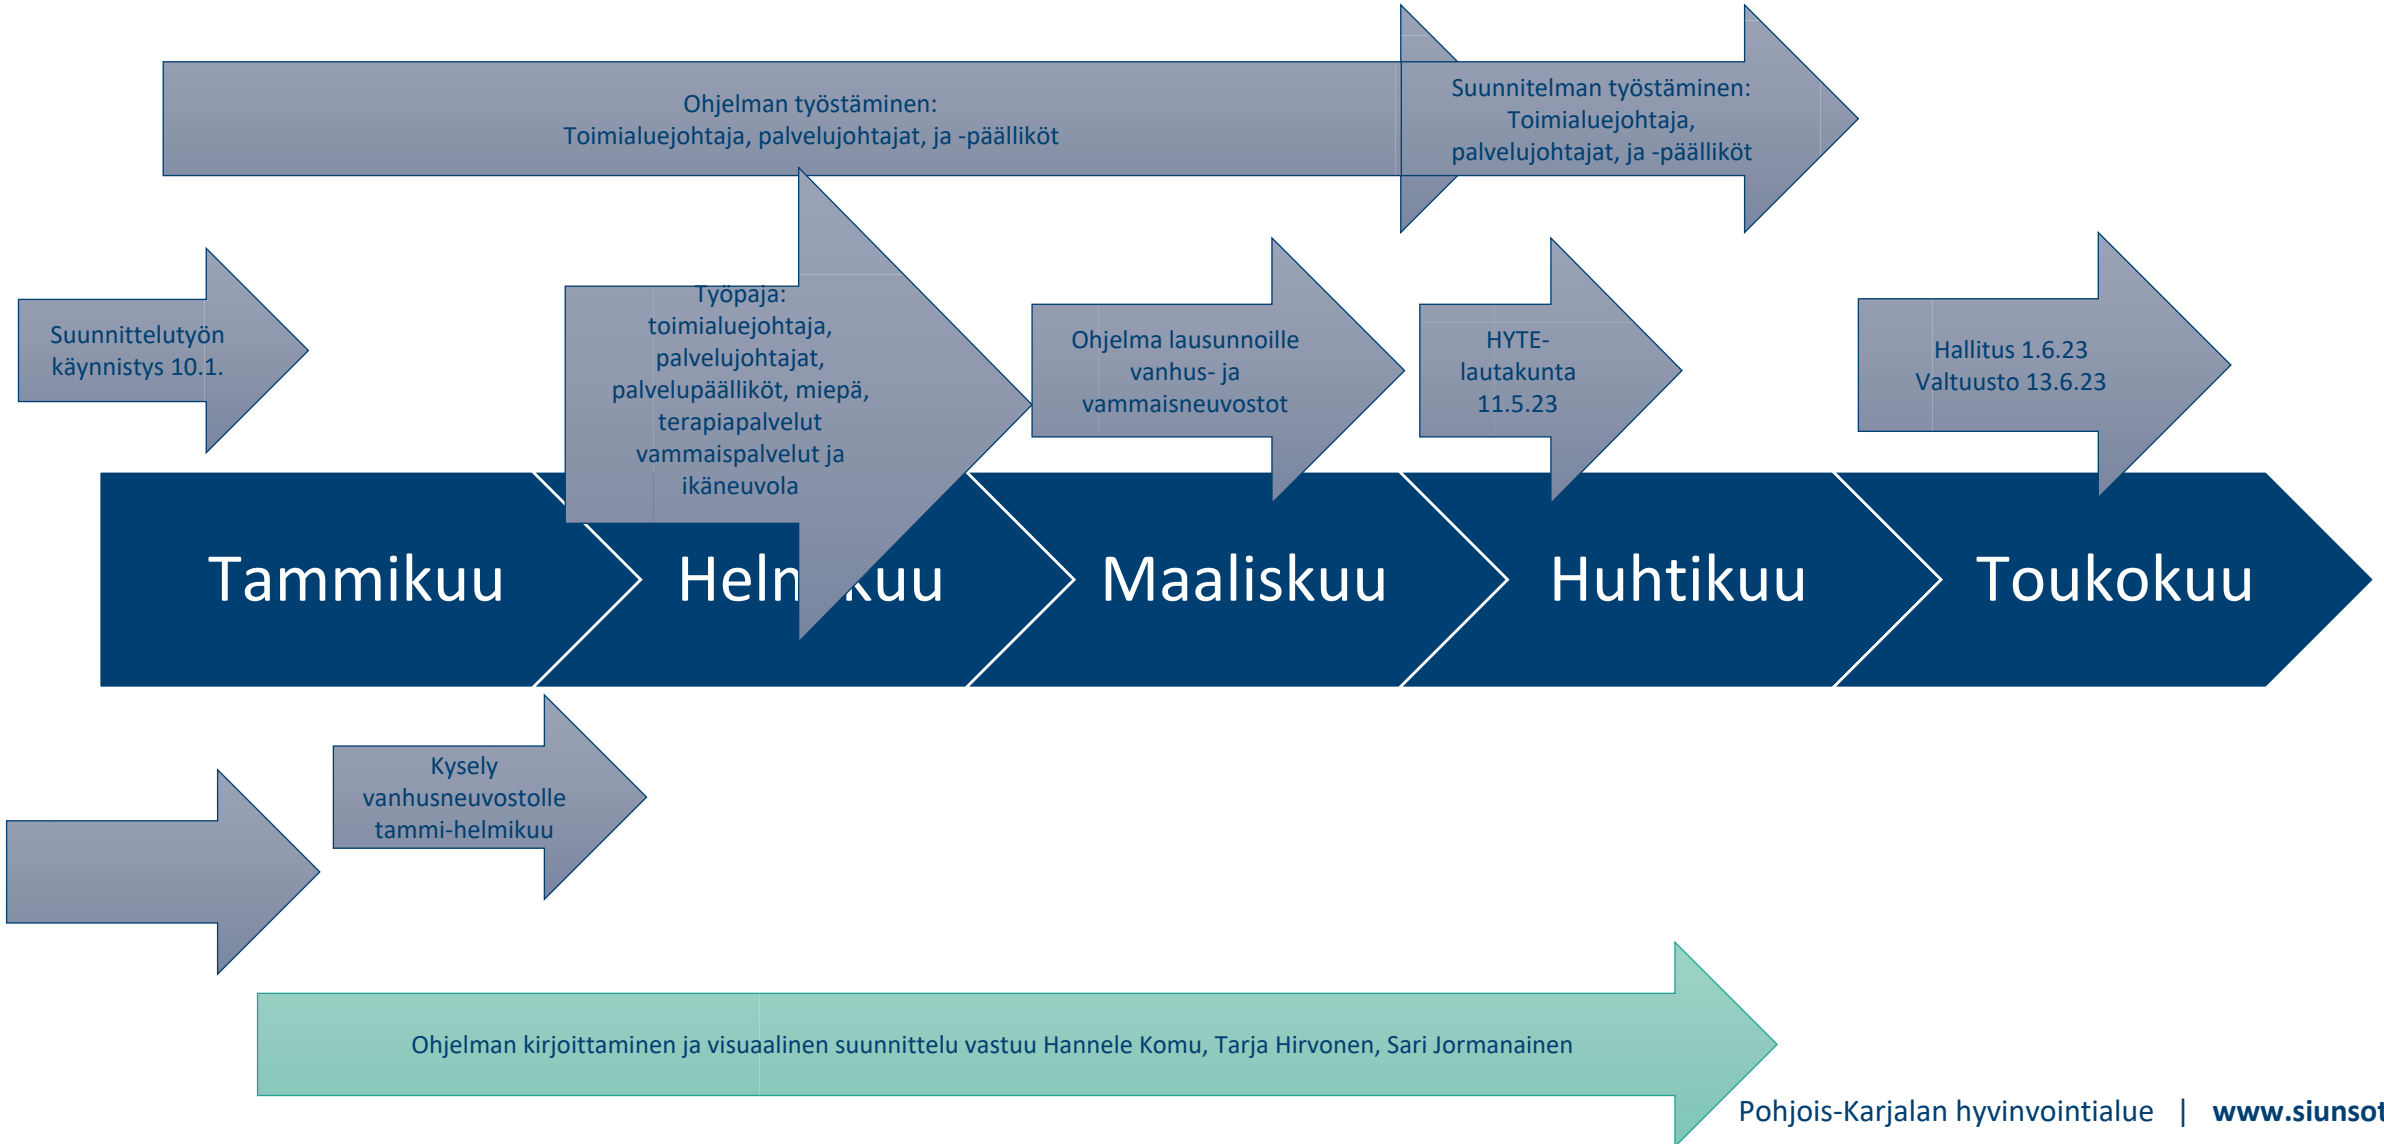 Ohjelman työstäminen:
Toimialuejohtaja, palvelujohtajat, ja -päälliköt
Suunnitelman työstäminen:
Toimialuejohtaja,
palvelujohtajat, ja -päälliköt
Suunnittelutyön
käynnistys 10.1.
Työpaja:
toimialuejohtaja,
palvelujohtajat,
palvelupäälliköt, miepä,
terapiapalvelut
vammaispalvelut ja
ikäneuvola
Ohjelma lausunnoille
vanhus- ja
vammaisneuvostot
HYTE-
lautakunta
11.5.23
Hallitus 1.6.23
Valtuusto 13.6.23
Tammikuu
Helmikuu
Maaliskuu
Huhtikuu
Toukokuu
Kysely
vanhusneuvostolle
tammi-helmikuu
Ohjelman kirjoittaminen ja visuaalinen suunnittelu vastuu Hannele Komu, Tarja Hirvonen, Sari Jormanainen
Pohjois-Karjalan hyvinvointialue | www.siunsot